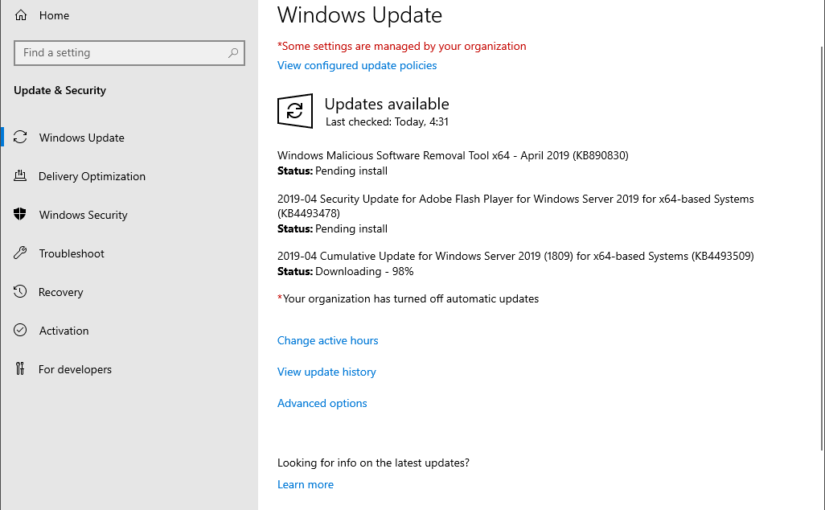 Home
Find a setting
Update & Security
Windows Update
Delivery Optimization
Windows Security
Troubleshoot
Recovery
Activation
For developers
Windows Update
*Some settings are managed by your organization
View configured update policies
Updates available
Last checked: Today, 4:31
Windows Malicious Software Removal Tool x64 - April 2019 (KB890830)
Status: Pending install
2019-04 Security Update for Adobe Flash Player for Windows Server 2019 for x64-based Systems
(KB4493478)
Status: Pending install
2019-04 Cumulative Update for Windows Server 2019 (1809) for x64-based Systems (KB4493509)
Status: Downloading - 98%
*Your organization has turned off automatic updates
Change active hours
View update history
Advanced options
Looking for info on the latest updates?
Learn more